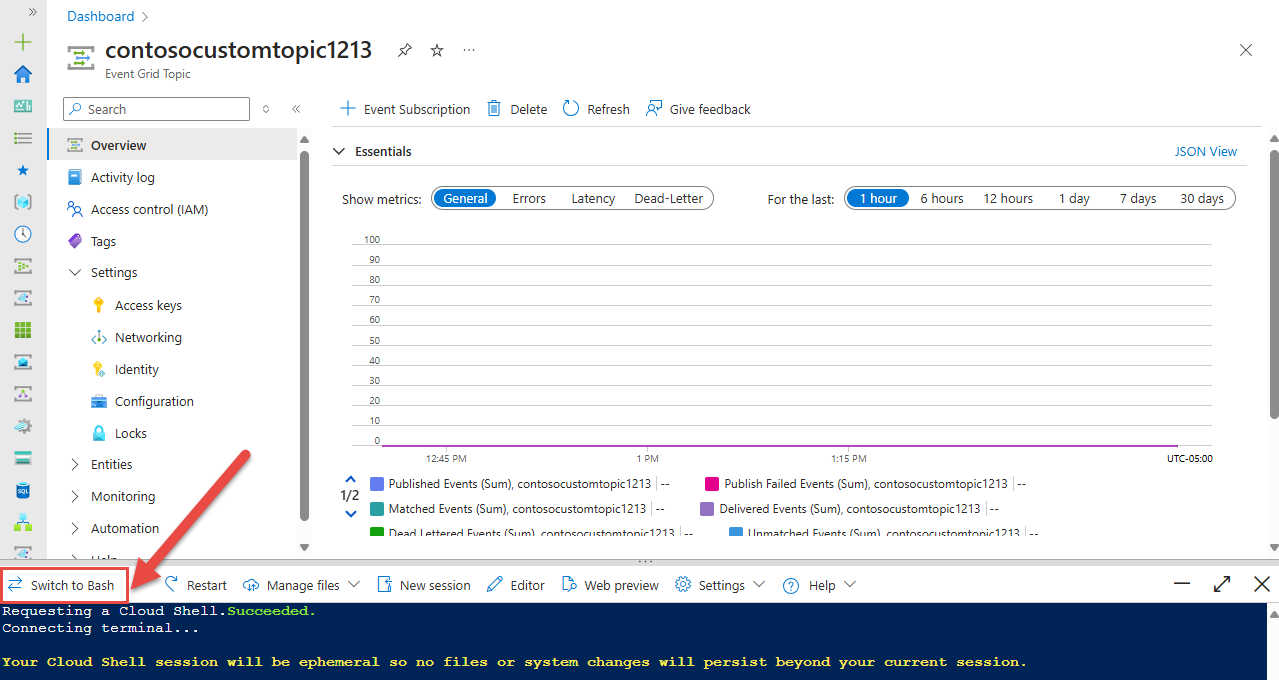 Dashboard
contosocustomtopic1213
Event Grid Topic
Search
Overview
Activity log
Access control (IAM)
Tags
Settings
Access keys
Networking
Identity
Configuration
Locks
Entities
Monitoring
Automation
Help
Event Subscription Delete Refresh Give feedback
Essentials JSON View
Show metrics: General Errors Latency Dead-Letter For the last: 1 hour 6 hours 12 hours 1 day 7 days 30 days
100
90
80
70
60
50
40
30
20
10
0
12:45 PM 1 PM 1:15 PM UTC-05:00
1/2
Published Events (Sum), contosocustomtopic1213 | -- Publish Failed Events (Sum), contosocustomtopic1213 | --
Matched Events (Sum), contosocustomtopic1213 | -- Delivered Events (Sum), contosocustomtopic1213 | --
Dead Lettered Events (Sum), contosocustomtopic1213 | -- Unmatched Events (Sum), contosocustomtopic1213 | --
SQL
Switch to Bash Restart Manage files New session Editor Web preview Settings Help
Requesting a Cloud Shell.Succeeded.
Connecting terminal...
Your Cloud Shell session will be ephemeral so no files or system changes will persist beyond your current session.